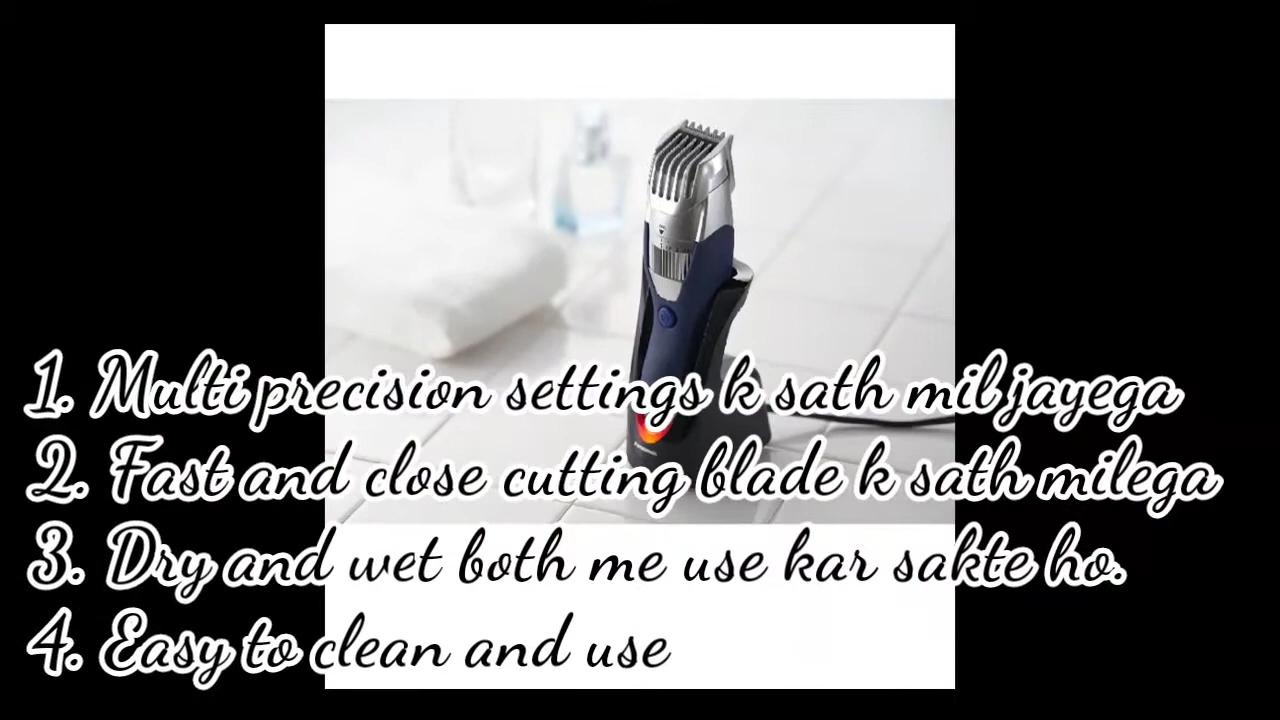 1. Multi precision settings k sath mil jayega
2. Fast and close cutting blade k sath milega
3. Dry and wet both me use kar sakte ho.
4. Easy to clean and use